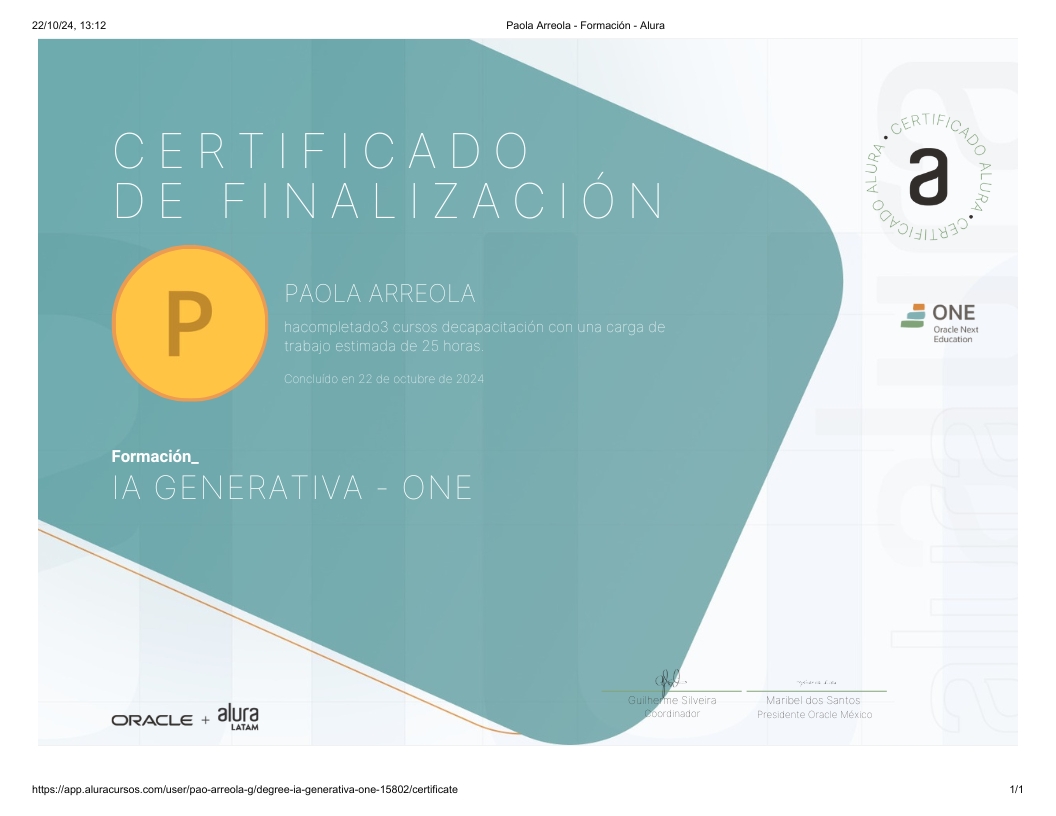 22/10/24, 13:12
Paola Arreola - Formación - Alura
CERTIFICADO
DE FINALIZACIÓN
CERTIFICADO ALURA • CERTIFICADO ALURA •
a
P
PAOLA ARREOLA
hacompletado3 cursos decapacitación con una carga de
trabajo estimada de 25 horas.
Concluído en 22 de octubre de 2024
ONE
Oracle Next
Education
Formación_
IA GENERATIVA - ONE
Guilherme Silveira
Coordinador
Maribel dos Santos
Presidente Oracle México
ORACLE + alura
LATAM
alura
alura
https://app.aluracursos.com/user/pao-arreola-g/degree-ia-generativa-one-15802/certificate
1/1